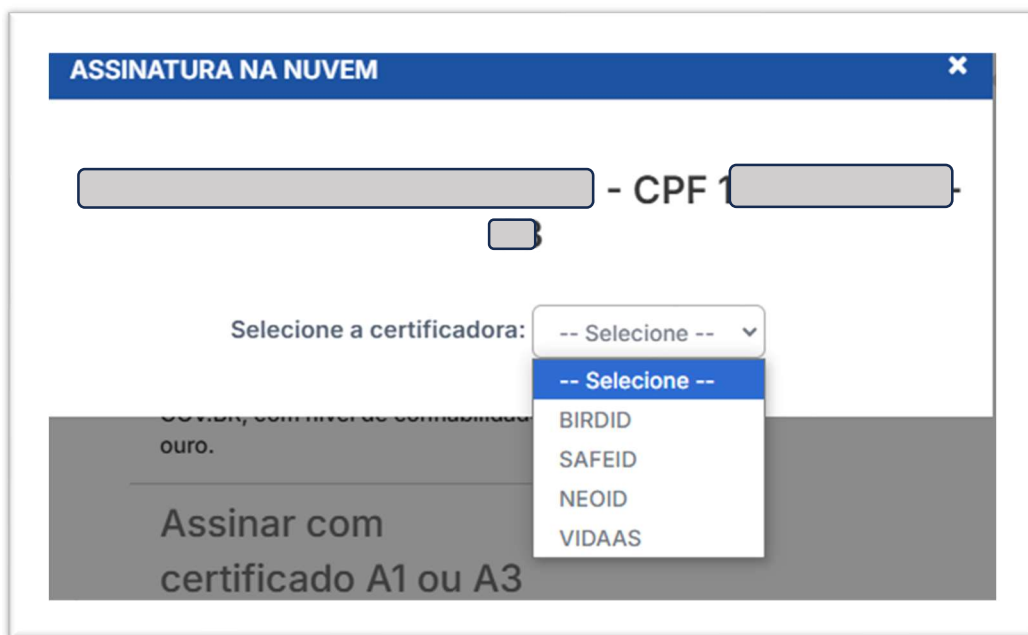 ASSINATURA NA NUVEM ×
- CPF 1 -
Selecione a certificadora: -- Selecione --
-- Selecione --
BIRDID
SAFEID
NEOID
VIDAAS
ouro.
Assinar com
certificado A1 ou A3